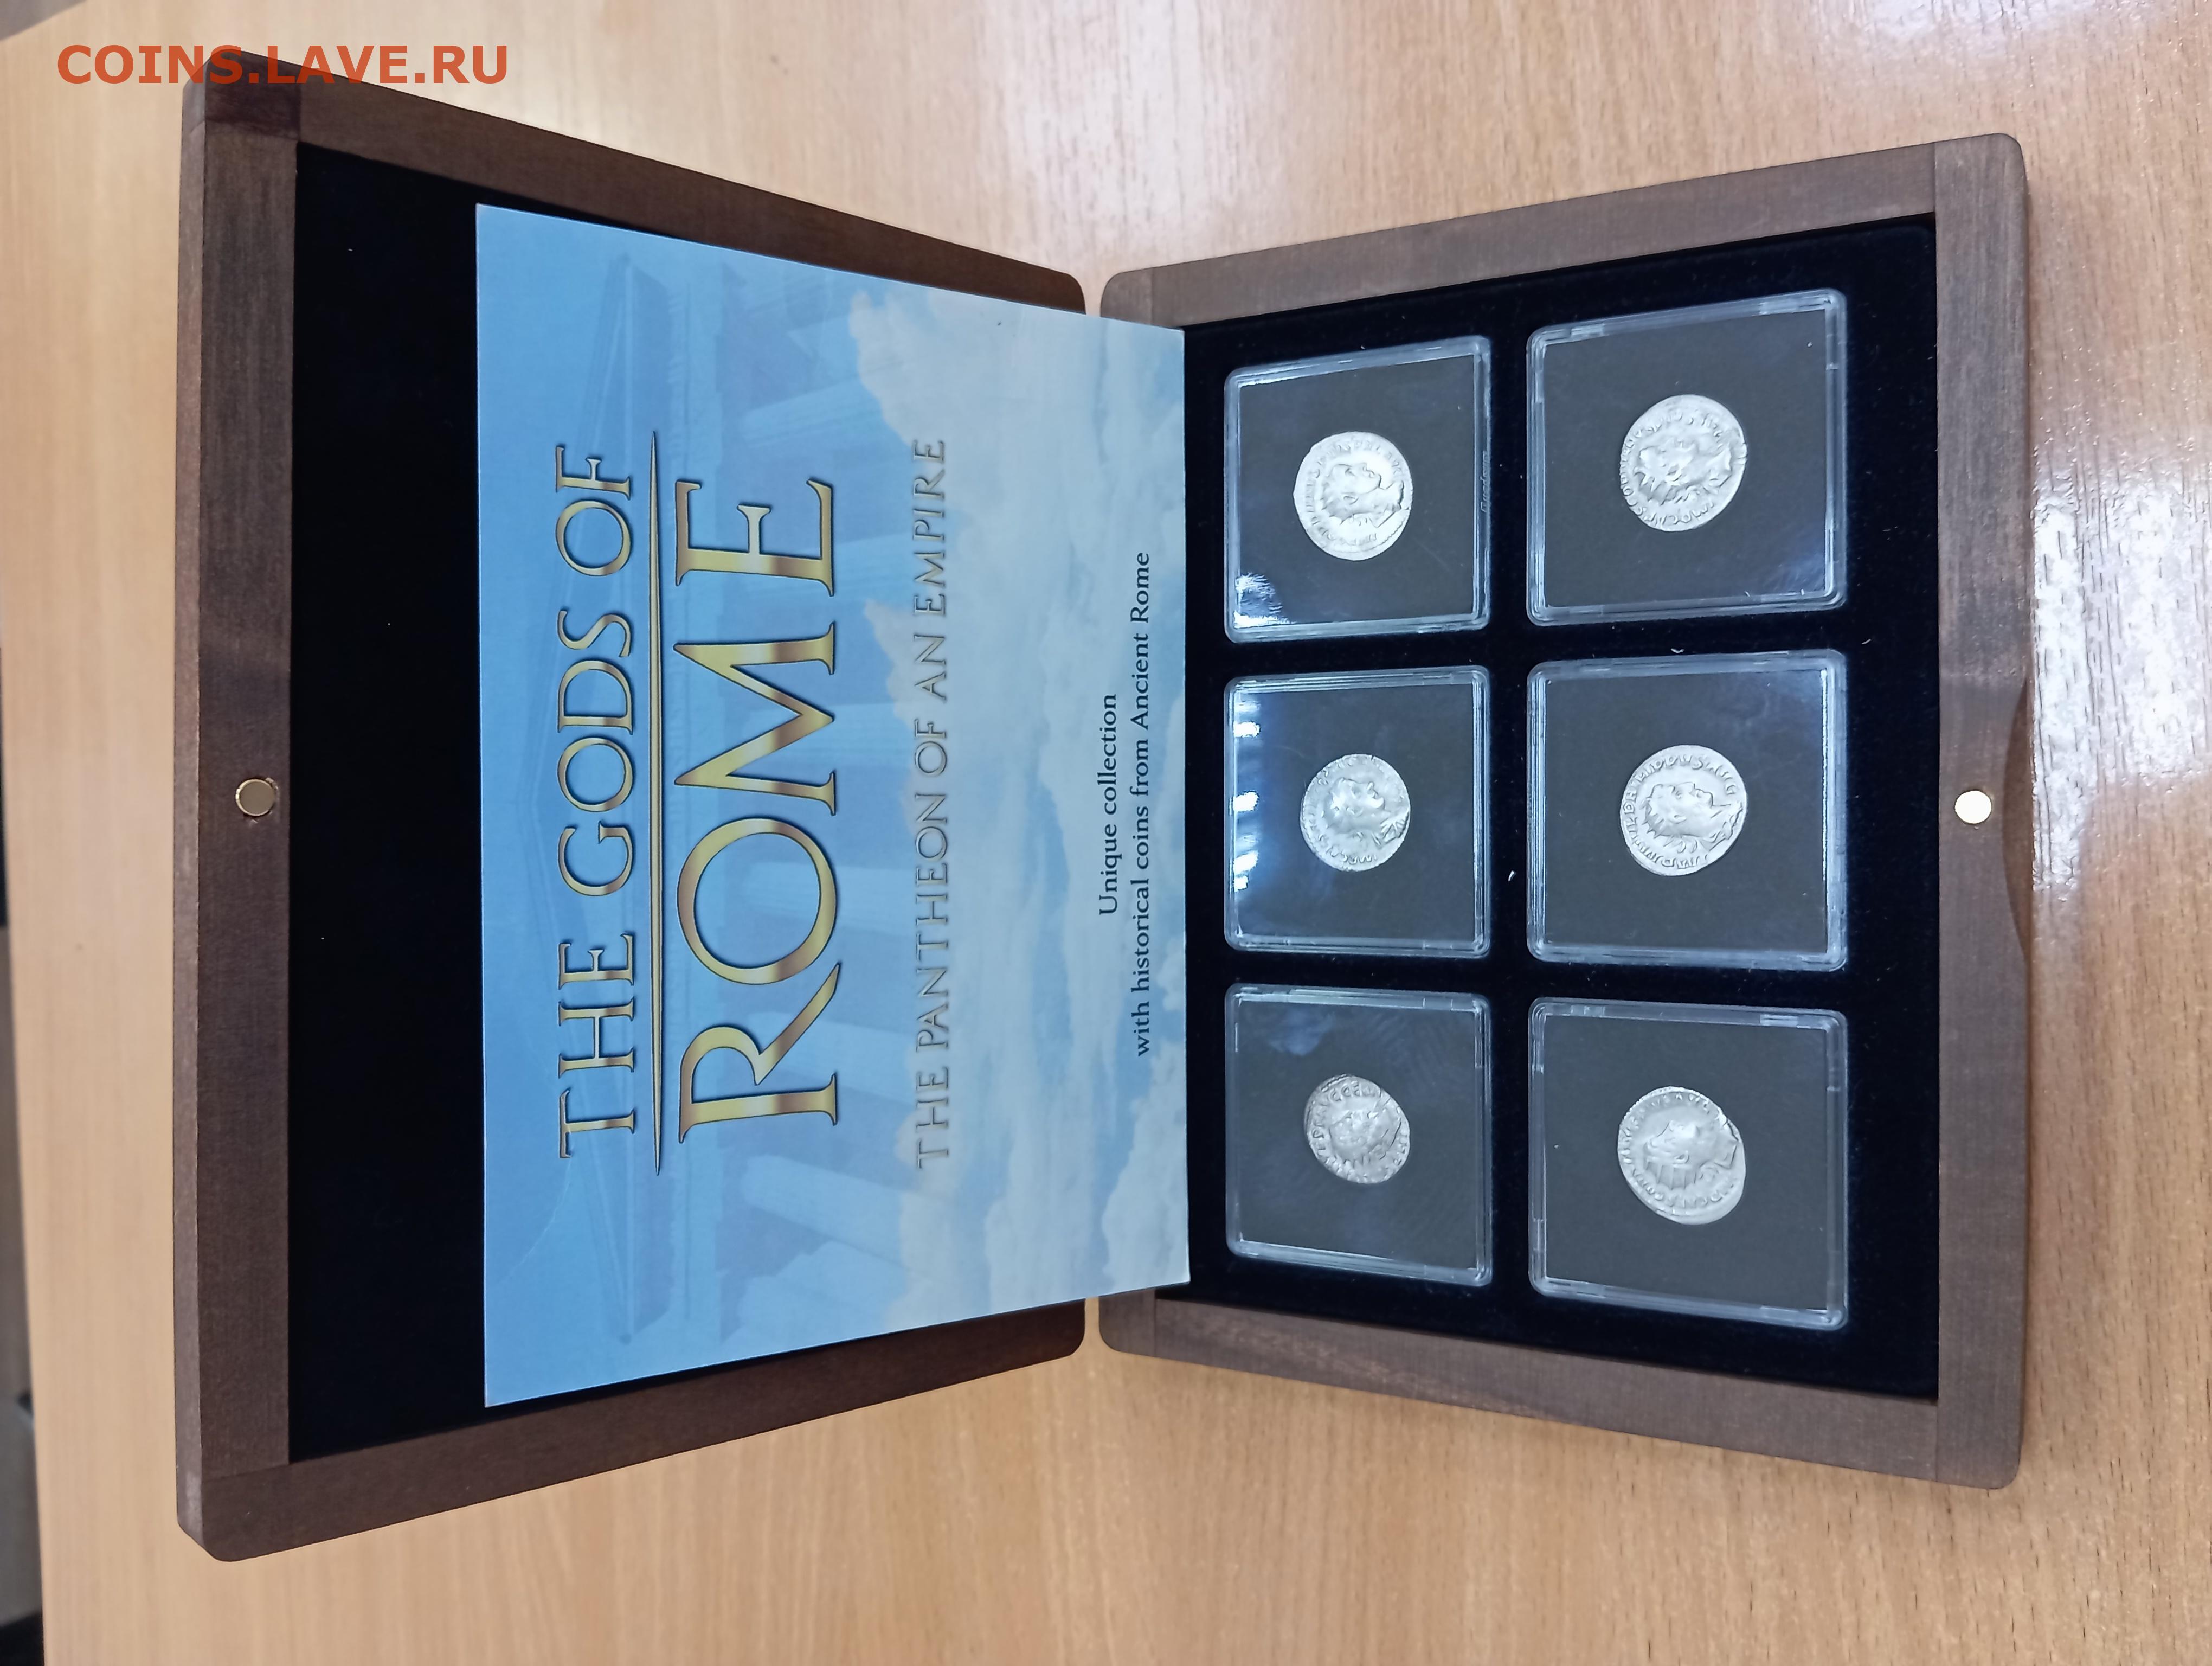 COINS.LAVE.RU
THE GODS OF
ROME
THE PANTHEON OF AN EMPIRE
Unique collection
with historical coins from Ancient Rome